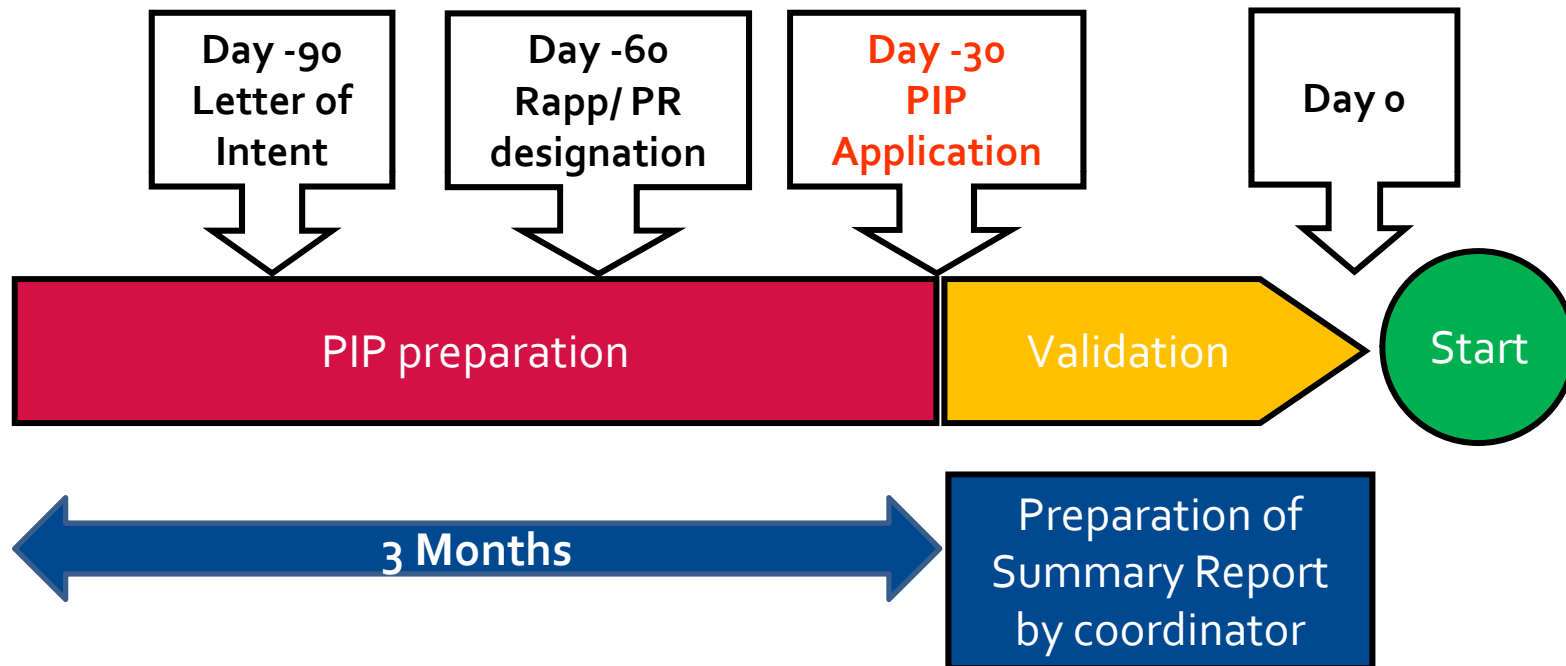 Day -90
Letter of
Intent
Day -60
Rapp/ PR
designation
Day -30
PIP
Application
Day 0
PIP preparation
Validation
Start
3 Months
Preparation of
Summary Report
by coordinator